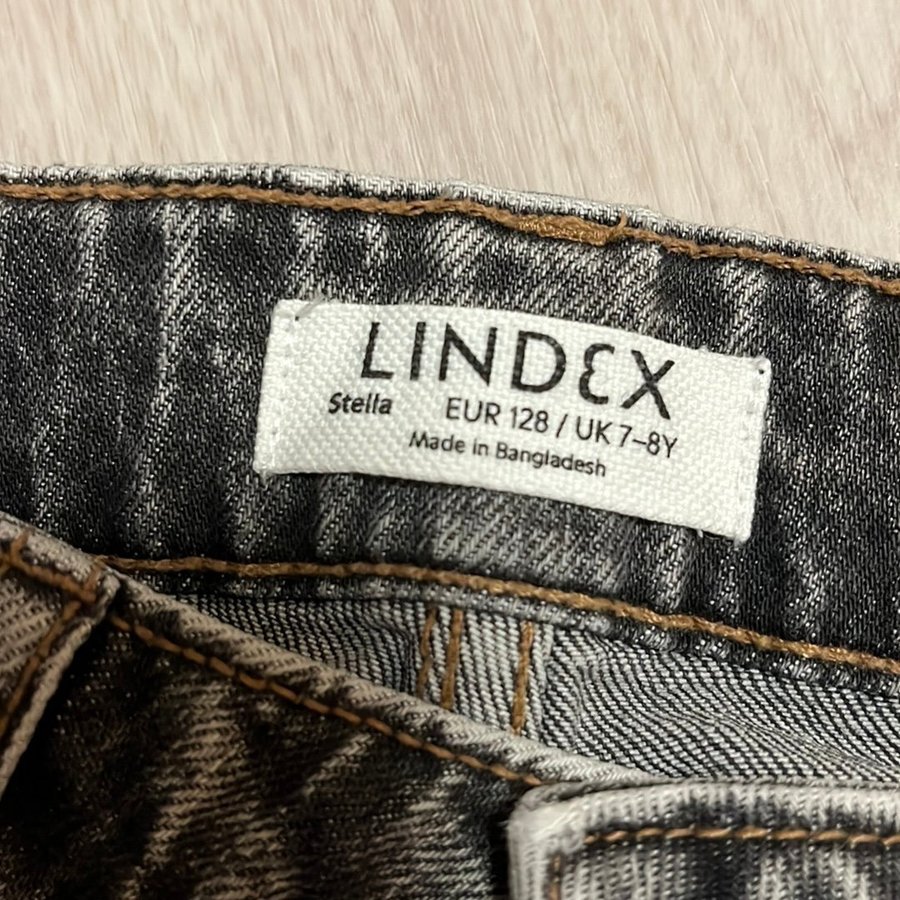 LINDEX
Stella EUR 128 / UK 7–8Y
Made in Bangladesh